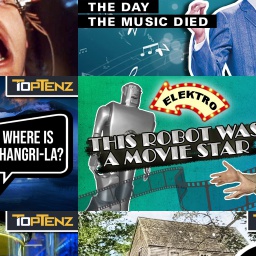 THE DAY
THE MUSIC DIED
TOPTENZ
WHERE IS
HANGRI-LA?
ELEKTRO
THIS ROBOT WAS
A MOVIE STAR
TOPTENZ